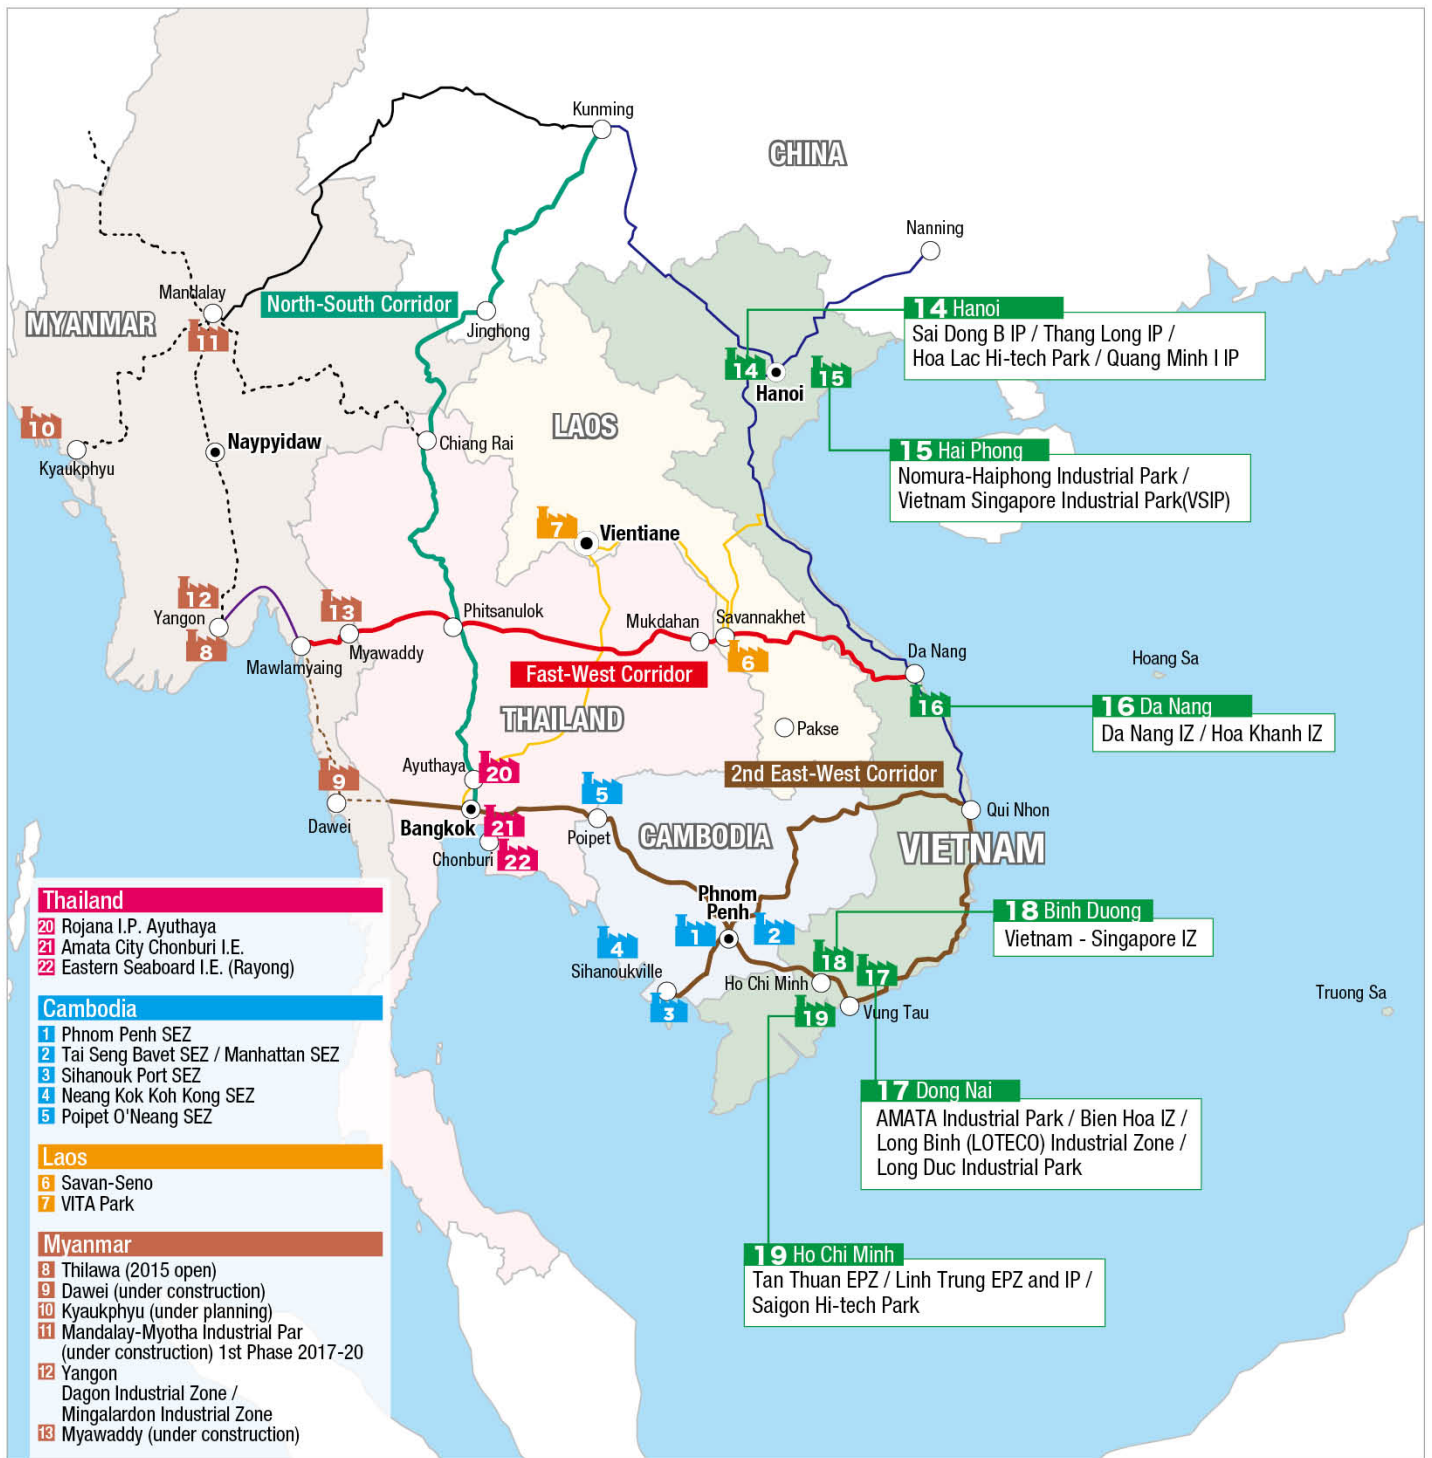 Kunming
CHINA
Nanning
Mandalay
North-South Corridor
Jinghong
MYANMAR
11
14 Hanoi
Sai Dong B IP / Thang Long IP /
Hoa Lac Hi-tech Park / Quang Minh I IP
14
15
Hanoi
10
LAOS
Naypyidaw
Chiang Rai
Kyaukphyu
15 Hai Phong
Nomura-Haiphong Industrial Park /
Vietnam Singapore Industrial Park(VSIP)
7
Vientiane
12
Yangon
8
13
Phitsanulok
Mukdahan
Savannakhet
Mawlamyaing
Myawaddy
6
Da Nang
Hoang Sa
Fast-West Corridor
16
16 Da Nang
Da Nang IZ / Hoa Khanh IZ
THAILAND
Pakse
Ayuthaya
20
2nd East-West Corridor
9
5
Dawei
Bangkok
21
Poipet
CAMBODIA
Qui Nhon
VIETNAM
Chonburi
22
Phnom
Penh
1
2
4
Sihanoukville
3
18 Binh Duong
Vietnam - Singapore IZ
18
17
Ho Chi Minh
19
Vung Tau
Truong Sa
17 Dong Nai
AMATA Industrial Park / Bien Hoa IZ /
Long Binh (LOTECO) Industrial Zone /
Long Duc Industrial Park
19 Ho Chi Minh
Tan Thuan EPZ / Linh Trung EPZ and IP /
Saigon Hi-tech Park
Thailand
20 Rojana I.P. Ayuthaya
21 Amata City Chonburi I.E.
22 Eastern Seaboard I.E. (Rayong)
Cambodia
1 Phnom Penh SEZ
2 Tai Seng Bavet SEZ / Manhattan SEZ
3 Sihanouk Port SEZ
4 Neang Kok Koh Kong SEZ
5 Poipet O'Neang SEZ
Laos
6 Savan-Seno
7 VITA Park
Myanmar
8 Thilawa (2015 open)
9 Dawei (under construction)
10 Kyaukphyu (under planning)
11 Mandalay-Myotha Industrial Par
(under construction) 1st Phase 2017-20
12 Yangon
Dagon Industrial Zone /
Mingalardon Industrial Zone
13 Myawaddy (under construction)